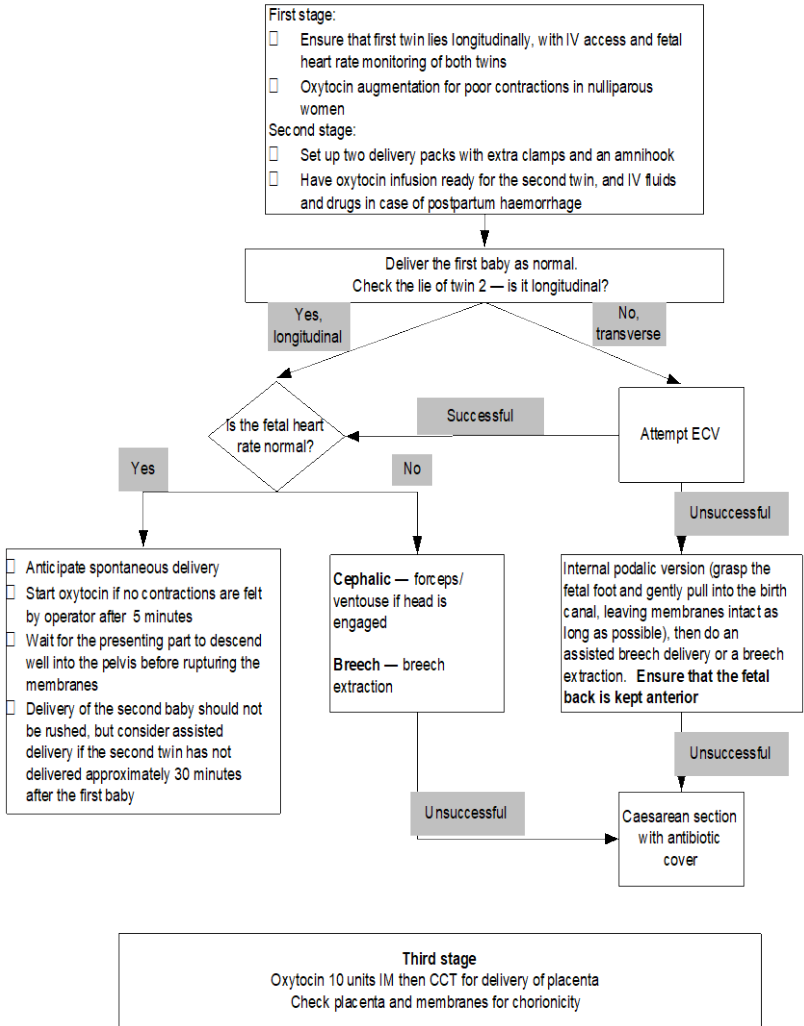 First stage:
Ensure that first twin lies longitudinally, with IV access and fetal
heart rate monitoring of both twins
Oxytocin augmentation for poor contractions in nulliparous
women
Second stage:
Set up two delivery packs with extra clamps and an amnihook
Have oxytocin infusion ready for the second twin, and IV fluids
and drugs in case of postpartum haemorrhage
Deliver the first baby as normal.
Check the lie of twin 2 — is it longitudinal?
Yes,
longitudinal
No,
transverse
Is the fetal heart
rate normal?
Successful
Attempt ECV
Yes
No
Unsuccessful
Anticipate spontaneous delivery
Start oxytocin if no contractions are felt
by operator after 5 minutes
Wait for the presenting part to descend
well into the pelvis before rupturing the
membranes
Delivery of the second baby should not
be rushed, but consider assisted
delivery if the second twin has not
delivered approximately 30 minutes
after the first baby
Cephalic — forceps/
ventouse if head is
engaged
Breech — breech
extraction
Internal podalic version (grasp the
fetal foot and gently pull into the birth
canal, leaving membranes intact as
long as possible), then do an
assisted breech delivery or a breech
extraction. Ensure that the fetal
back is kept anterior
Unsuccessful
Unsuccessful
Caesarean section
with antibiotic
cover
Third stage
Oxytocin 10 units IM then CCT for delivery of placenta
Check placenta and membranes for chorionicity